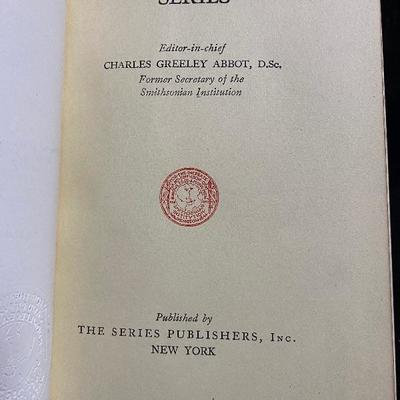 SERIES
Editor-in-chief
CHARLES GREELEY ABBOT, D.Sc.
Former Secretary of the
Smithsonian Institution
Published by
THE SERIES PUBLISHERS, Inc.
NEW YORK